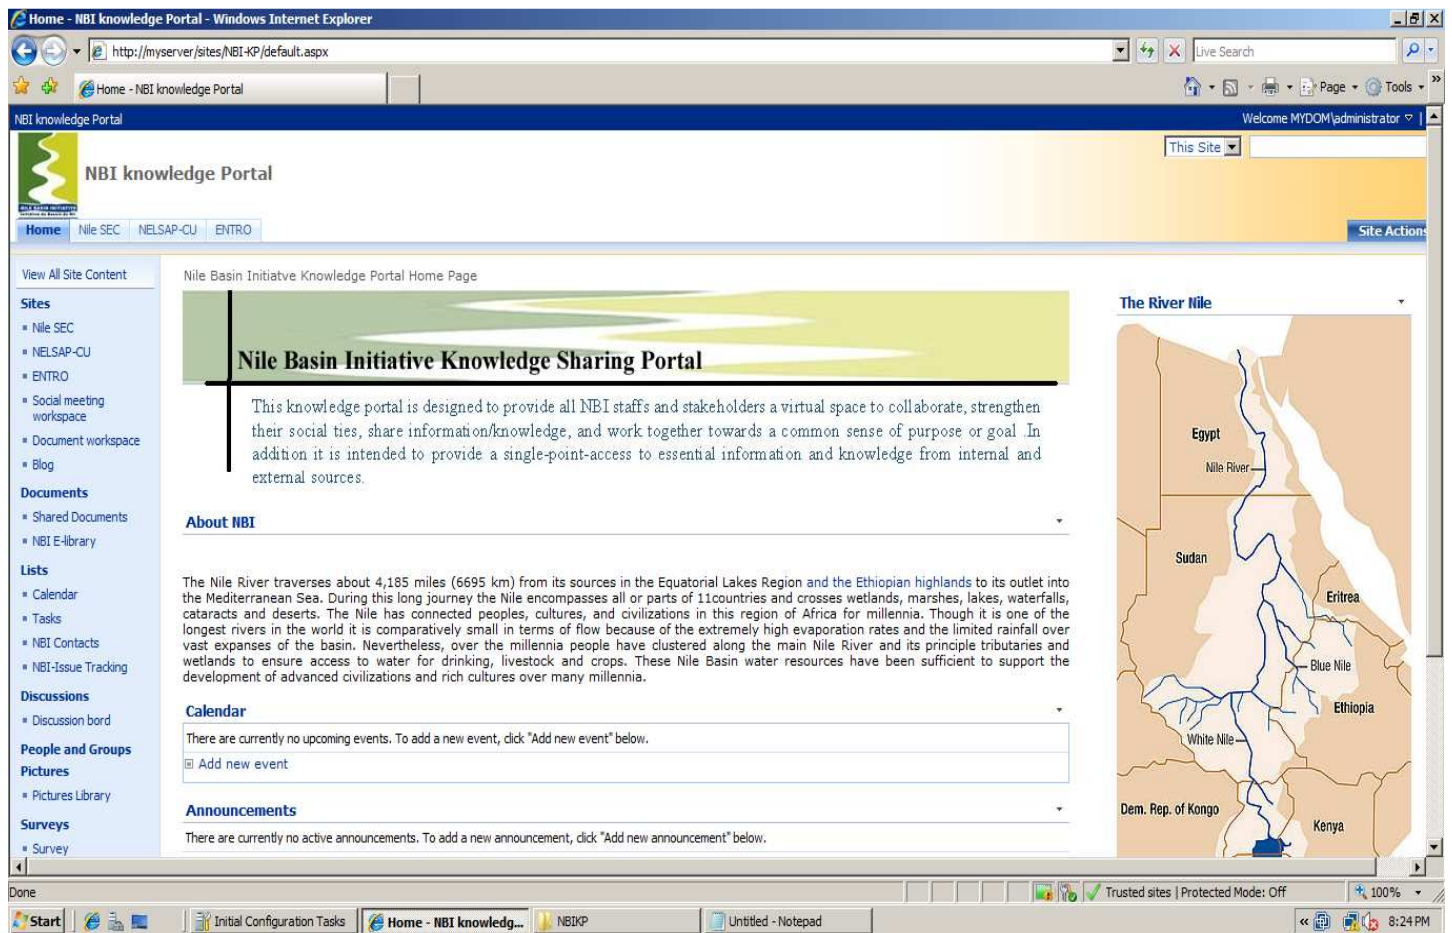 Home - NBI knowledge Portal - Windows Internet Explorer
http://myserver/sites/NBI-KP/default.aspx
Live Search
Home - NBI knowledge Portal
Page
Tools
NBI knowledge Portal
Welcome MYDOM\administrator
This Site
NBI knowledge Portal
NILE BASIN INITIATIVE
Initiative du Bassin du Nil
Home
Nile SEC
NELSAP-CU
ENTRO
Site Actions
View All Site Content
Sites
Nile SEC
NELSAP-CU
ENTRO
Social meeting
workspace
Document workspace
Blog
Documents
Shared Documents
NBI E-library
Lists
Calendar
Tasks
NBI Contacts
NBI-Issue Tracking
Discussions
Discussion bord
People and Groups
Pictures
Pictures Library
Surveys
Survey
Nile Basin Initiatve Knowledge Portal Home Page
Nile Basin Initiative Knowledge Sharing Portal
This knowledge portal is designed to provide all NBI staffs and stakeholders a virtual space to collaborate, strengthen
their social ties, share information/knowledge, and work together towards a common sense of purpose or goal .In
addition it is intended to provide a single-point-access to essential information and knowledge from internal and
external sources.
About NBI
The Nile River traverses about 4,185 miles (6695 km) from its sources in the Equatorial Lakes Region and the Ethiopian highlands to its outlet into
the Mediterranean Sea. During this long journey the Nile encompasses all or parts of 11countries and crosses wetlands, marshes, lakes, waterfalls,
cataracts and deserts. The Nile has connected peoples, cultures, and civilizations in this region of Africa for millennia. Though it is one of the
longest rivers in the world it is comparatively small in terms of flow because of the extremely high evaporation rates and the limited rainfall over
vast expanses of the basin. Nevertheless, over the millennia people have clustered along the main Nile River and its principle tributaries and
wetlands to ensure access to water for drinking, livestock and crops. These Nile Basin water resources have been sufficient to support the
development of advanced civilizations and rich cultures over many millennia.
Calendar
There are currently no upcoming events. To add a new event, click "Add new event" below.
Add new event
Announcements
There are currently no active announcements. To add a new announcement, click "Add new announcement" below.
The River Nile
Egypt
Nile River
Sudan
Eritrea
Blue Nile
Ethiopia
White Nile
Dem. Rep. of Kongo
Kenya
Done
Trusted sites | Protected Mode: Off
100%
Start
Initial Configuration Tasks
Home - NBI knowledg...
NBIKP
Untitled - Notepad
8:24 PM